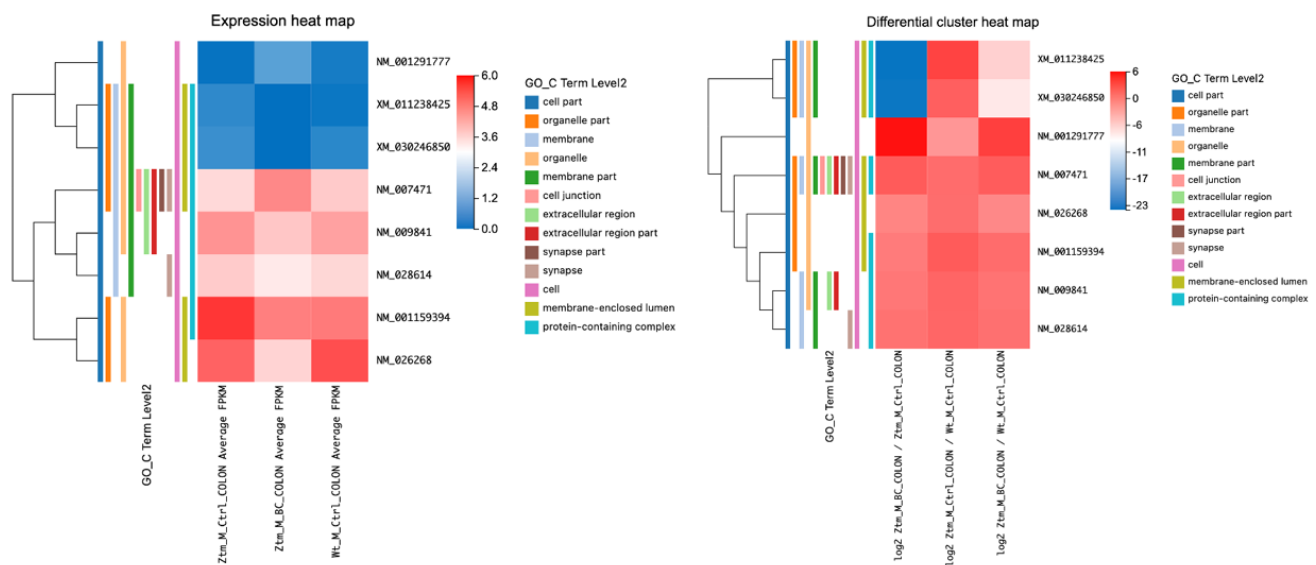 Expression heat map
NM_001291777
XM_011238425
XM_030246850
NM_007471
NM_009841
NM_028614
NM_001159394
NM_026268
6.0
4.8
3.6
2.4
1.2
0.0
GO_C Term Level2
cell part
organelle part
membrane
organelle
membrane part
cell junction
extracellular region
extracellular region part
synapse part
synapse
cell
membrane-enclosed lumen
protein-containing complex
GO_C Term Level2
Ztm_M_Ctrl_COLON Average FPKM
Ztm_M_BC_COLON Average FPKM
Wt_M_Ctrl_COLON Average FPKM
Differential cluster heat map
XM_011238425
XM_030246850
NM_001291777
NM_007471
NM_026268
NM_001159394
NM_009841
NM_028614
6
0
-6
-11
-17
-23
GO_C Term Level2
cell part
organelle part
membrane
organelle
membrane part
cell junction
extracellular region
extracellular region part
synapse part
synapse
cell
membrane-enclosed lumen
protein-containing complex
GO_C Term Level2
log2 Ztm_M_BC_COLON / Ztm_M_Ctrl_COLON
log2 Ztm_M_Ctrl_COLON / Wt_M_Ctrl_COLON
log2 Ztm_M_BC_COLON / Wt_M_Ctrl_COLON